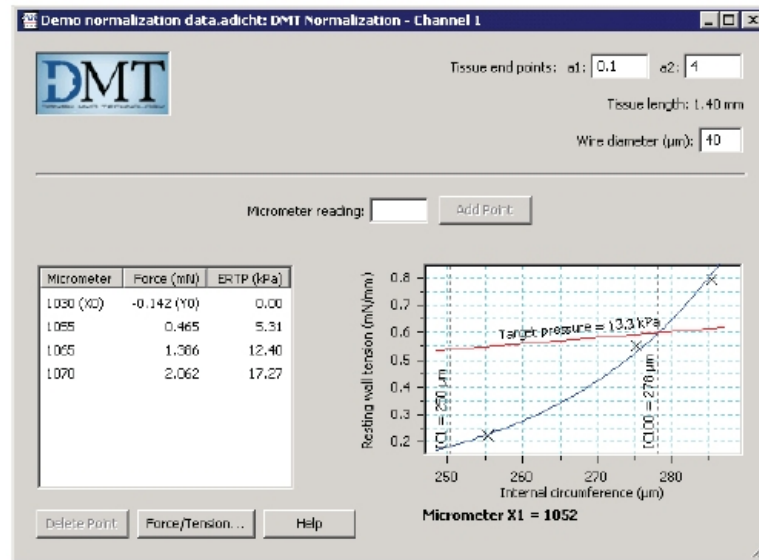 Demo normalization data.adicht: DMT Normalization - Channel 1
DMT
Tissue end points: a1: 0.1 a2: 4
Tissue length: 1.40 mm
Wire diameter (µm): 40
Micrometer reading: Add Point
Micrometer Force (mN) ERTP (kPa)
1030 (X0) -0.142 (Y0) 0.00
1055 0.465 5.31
1065 1.386 12.40
1070 2.062 17.27
Resting wall tension (mN/mm)
0.8
0.7
0.6
0.5
0.4
0.3
0.2
Target pressure = 13.3 kPa
IC1 = 250 µm
IC100 = 278 µm
250 260 270 280
Internal circumference (µm)
Micrometer X1 = 1052
Delete Point Force/Tension... Help